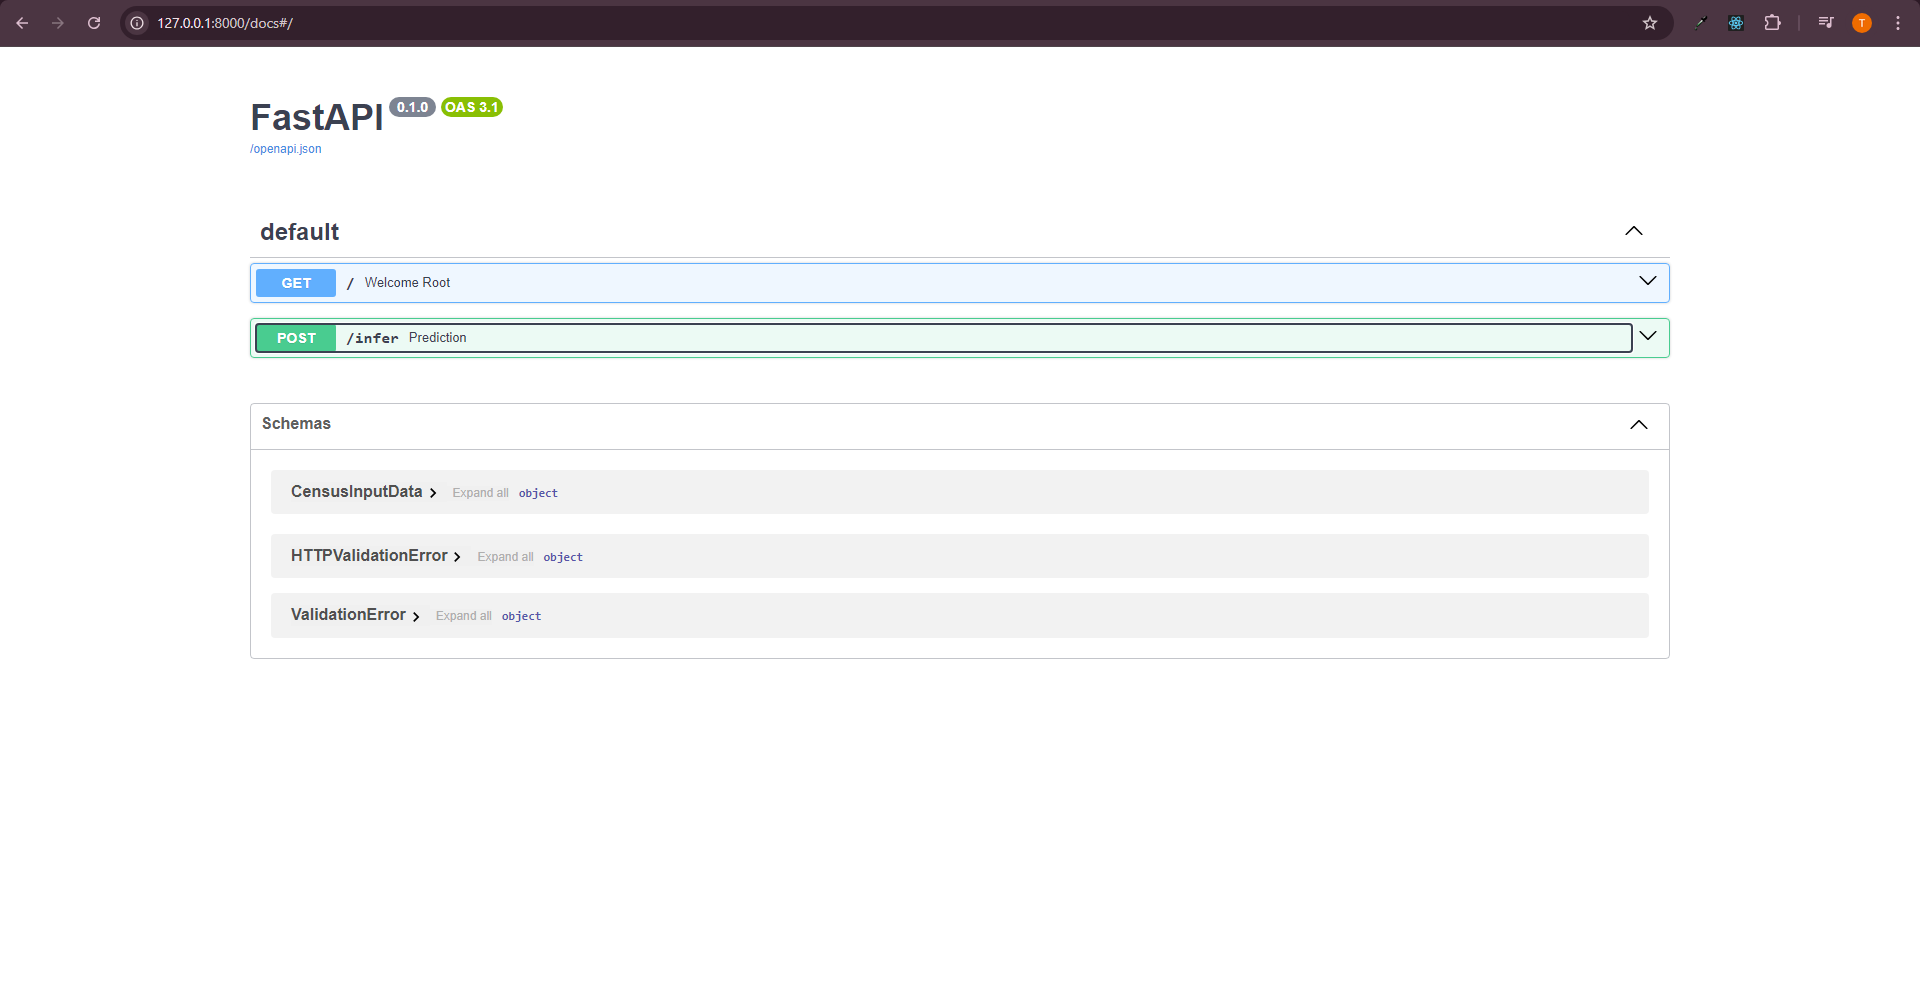 127.0.0.1:8000/docs#/
T
FastAPI 0.1.0 OAS 3.1
/openapi.json
default
GET / Welcome Root
POST /infer Prediction
Schemas
CensusInputData Expand all object
HTTPValidationError Expand all object
ValidationError Expand all object